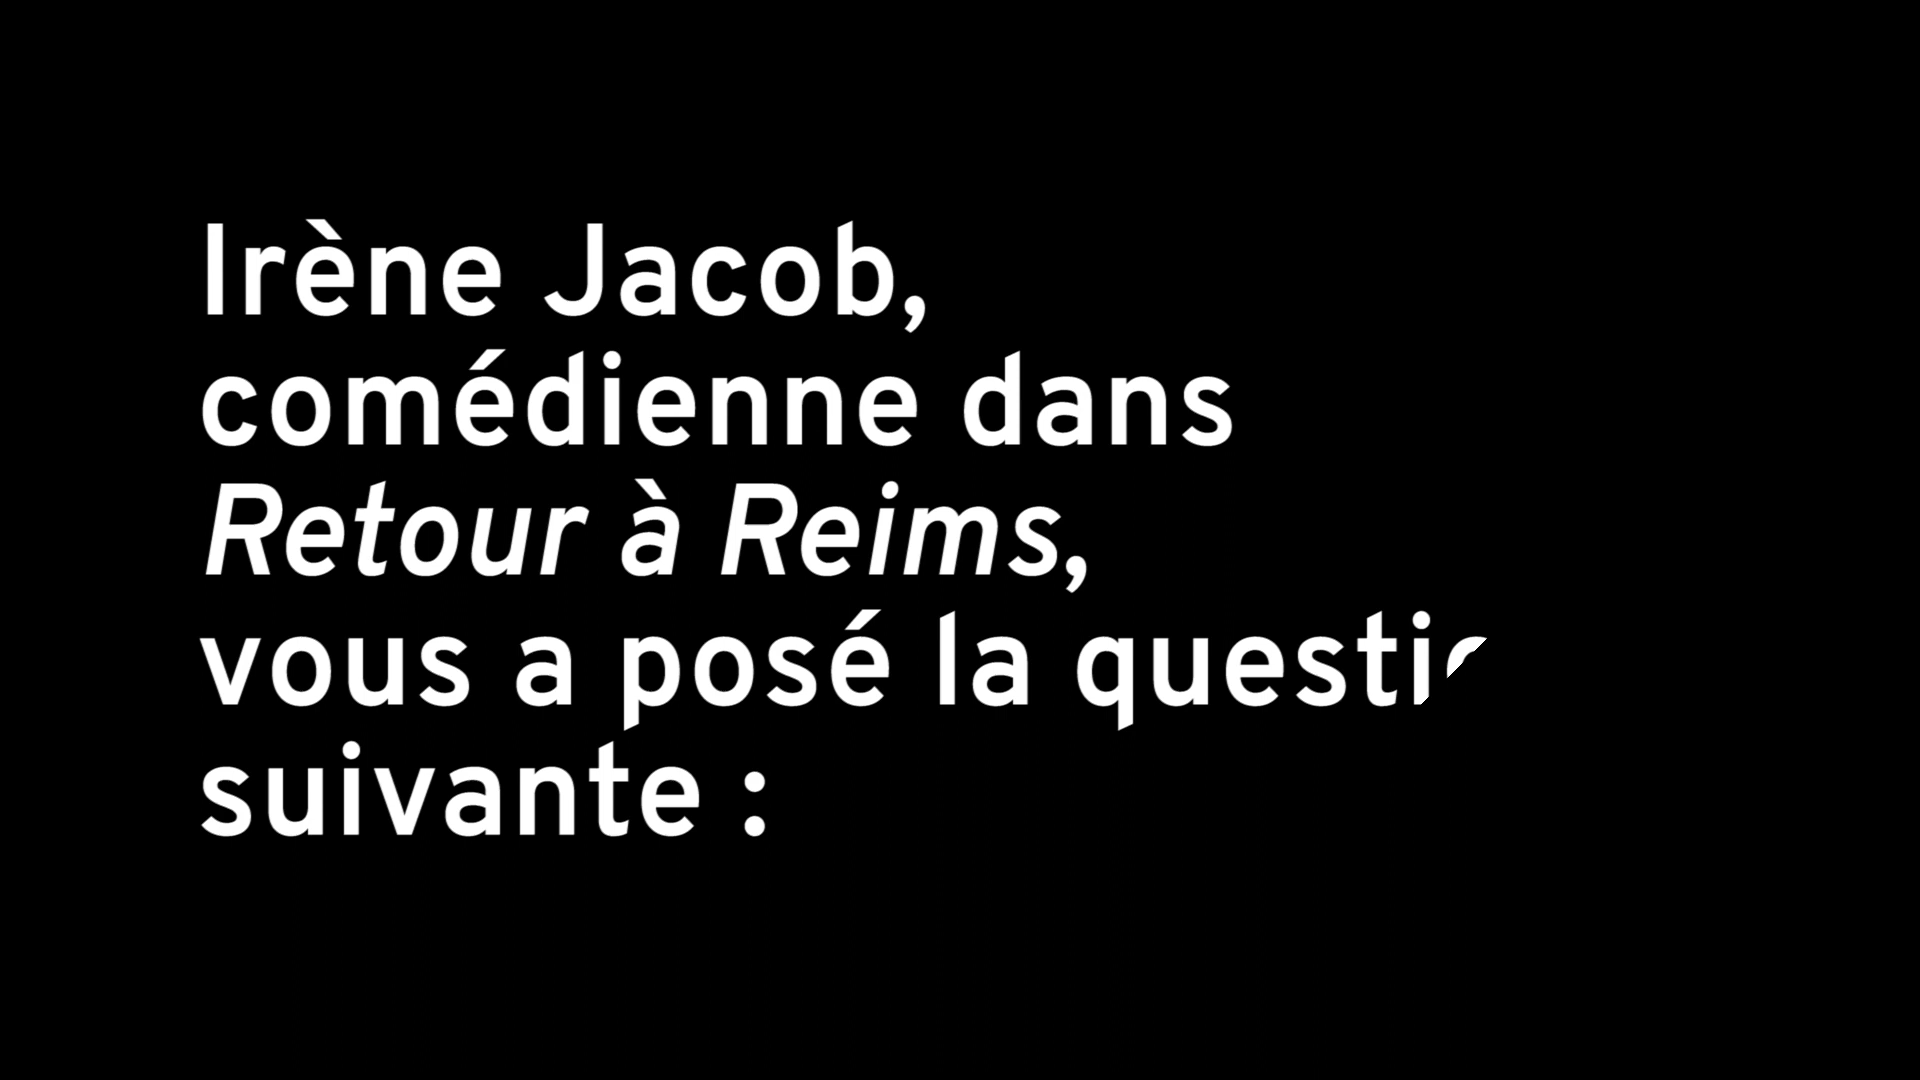 Irène Jacob,
comédienne dans
Retour à Reims,
vous a posé la questi
suivante :